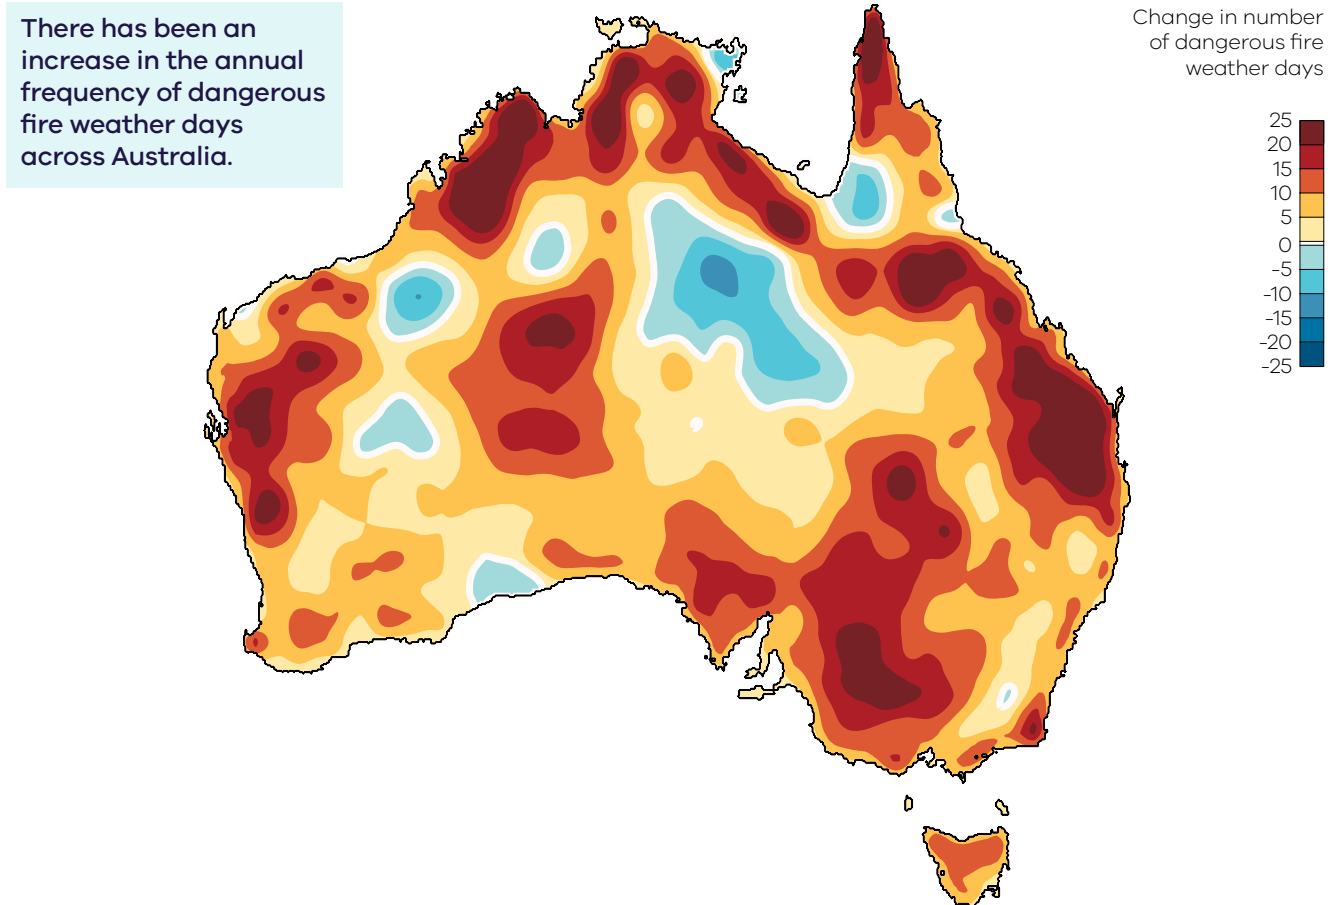 There has been an
increase in the annual
frequency of dangerous
fire weather days
across Australia.
Change in number
of dangerous fire
weather days
25
20
15
10
5
0
-5
-10
-15
-20
-25